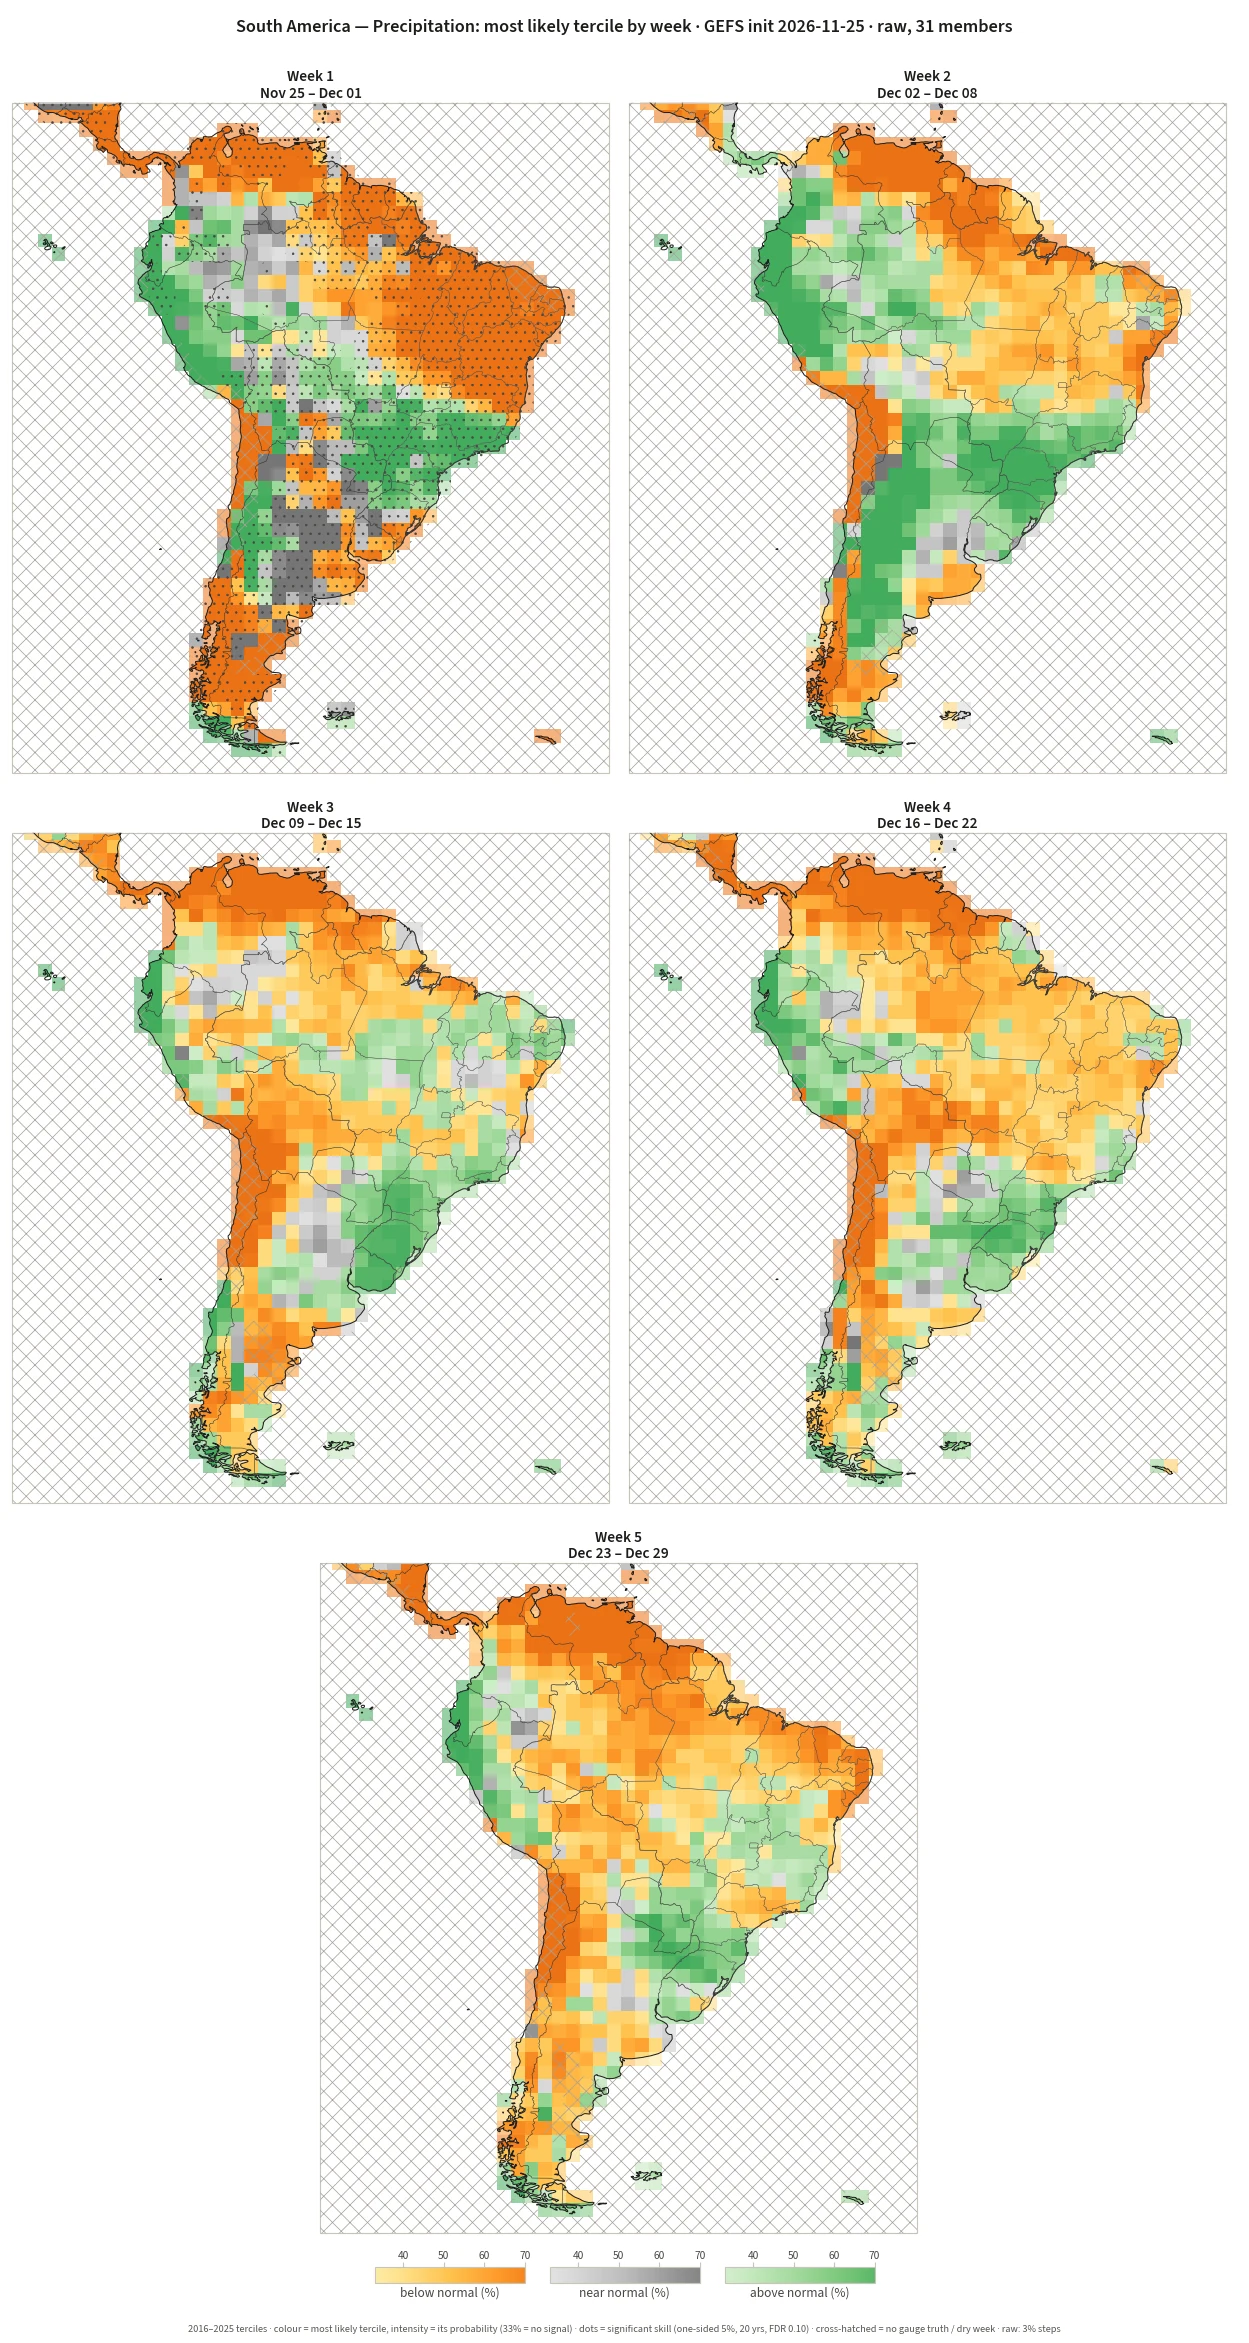 South America — Precipitation: most likely tercile by week · GEFS init 2026-11-25 · raw, 31 members
Week 1
Nov 25 – Dec 01
Week 2
Dec 02 – Dec 08
Week 3
Dec 09 – Dec 15
Week 4
Dec 16 – Dec 22
Week 5
Dec 23 – Dec 29
40 50 60 70
below normal (%)
40 50 60 70
near normal (%)
40 50 60 70
above normal (%)
2016–2025 terciles · colour = most likely tercile, intensity = its probability (33% = no signal) · dots = significant skill (one-sided 5%, 20 yrs, FDR 0.10) · cross-hatched = no gauge truth / dry week · raw: 3% steps